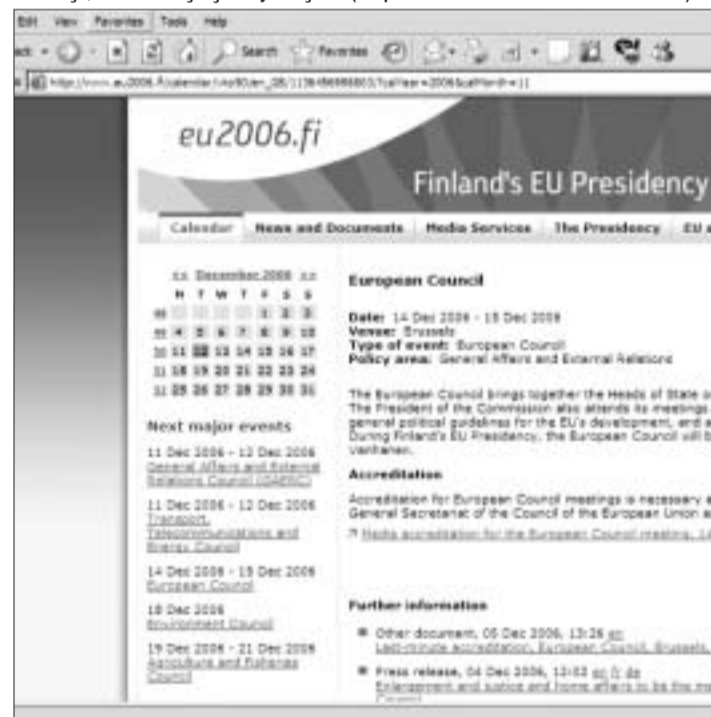 Edit View Favorites Tools Help
Search Favorites
eu2006.fi
Finland's EU Presidency
Calendar News and Documents Media Services The Presidency EU
<< December 2006 >>
M T W T F S S
1 2 3
49 4 5 6 7 8 9 10
50 11 12 13 14 15 16 17
51 18 19 20 21 22 23 24
52 25 26 27 28 29 30 31
Next major events
11 Dec 2006 - 12 Dec 2006
General Affairs and External
Relations Council (GAERC)
11 Dec 2006 - 12 Dec 2006
Transport,
Telecommunications and
Energy Council
14 Dec 2006 - 15 Dec 2006
European Council
18 Dec 2006
Environment Council
19 Dec 2006 - 21 Dec 2006
Agriculture and Fisheries
Council
European Council
Date: 14 Dec 2006 - 15 Dec 2006
Venue: Brussels
Type of event: European Council
Policy area: General Affairs and External Relations
The European Council brings together the Heads of State o
The President of the Commission also attends its meetings.
general political guidelines for the EU's development, and a
During Finland's EU Presidency, the European Council will b
Vanhanen.
Accreditation
Accreditation for European Council meetings is necessary a
General Secretariat of the Council of the European Union a
Media accreditation for the European Council meeting, 14
Further information
Other document, 05 Dec 2006, 13:26 en
Last-minute accreditation, European Council, Brussels,
Press release, 04 Dec 2006, 12:02 en fr de
Enlargement and justice and home affairs to be the ma
Council